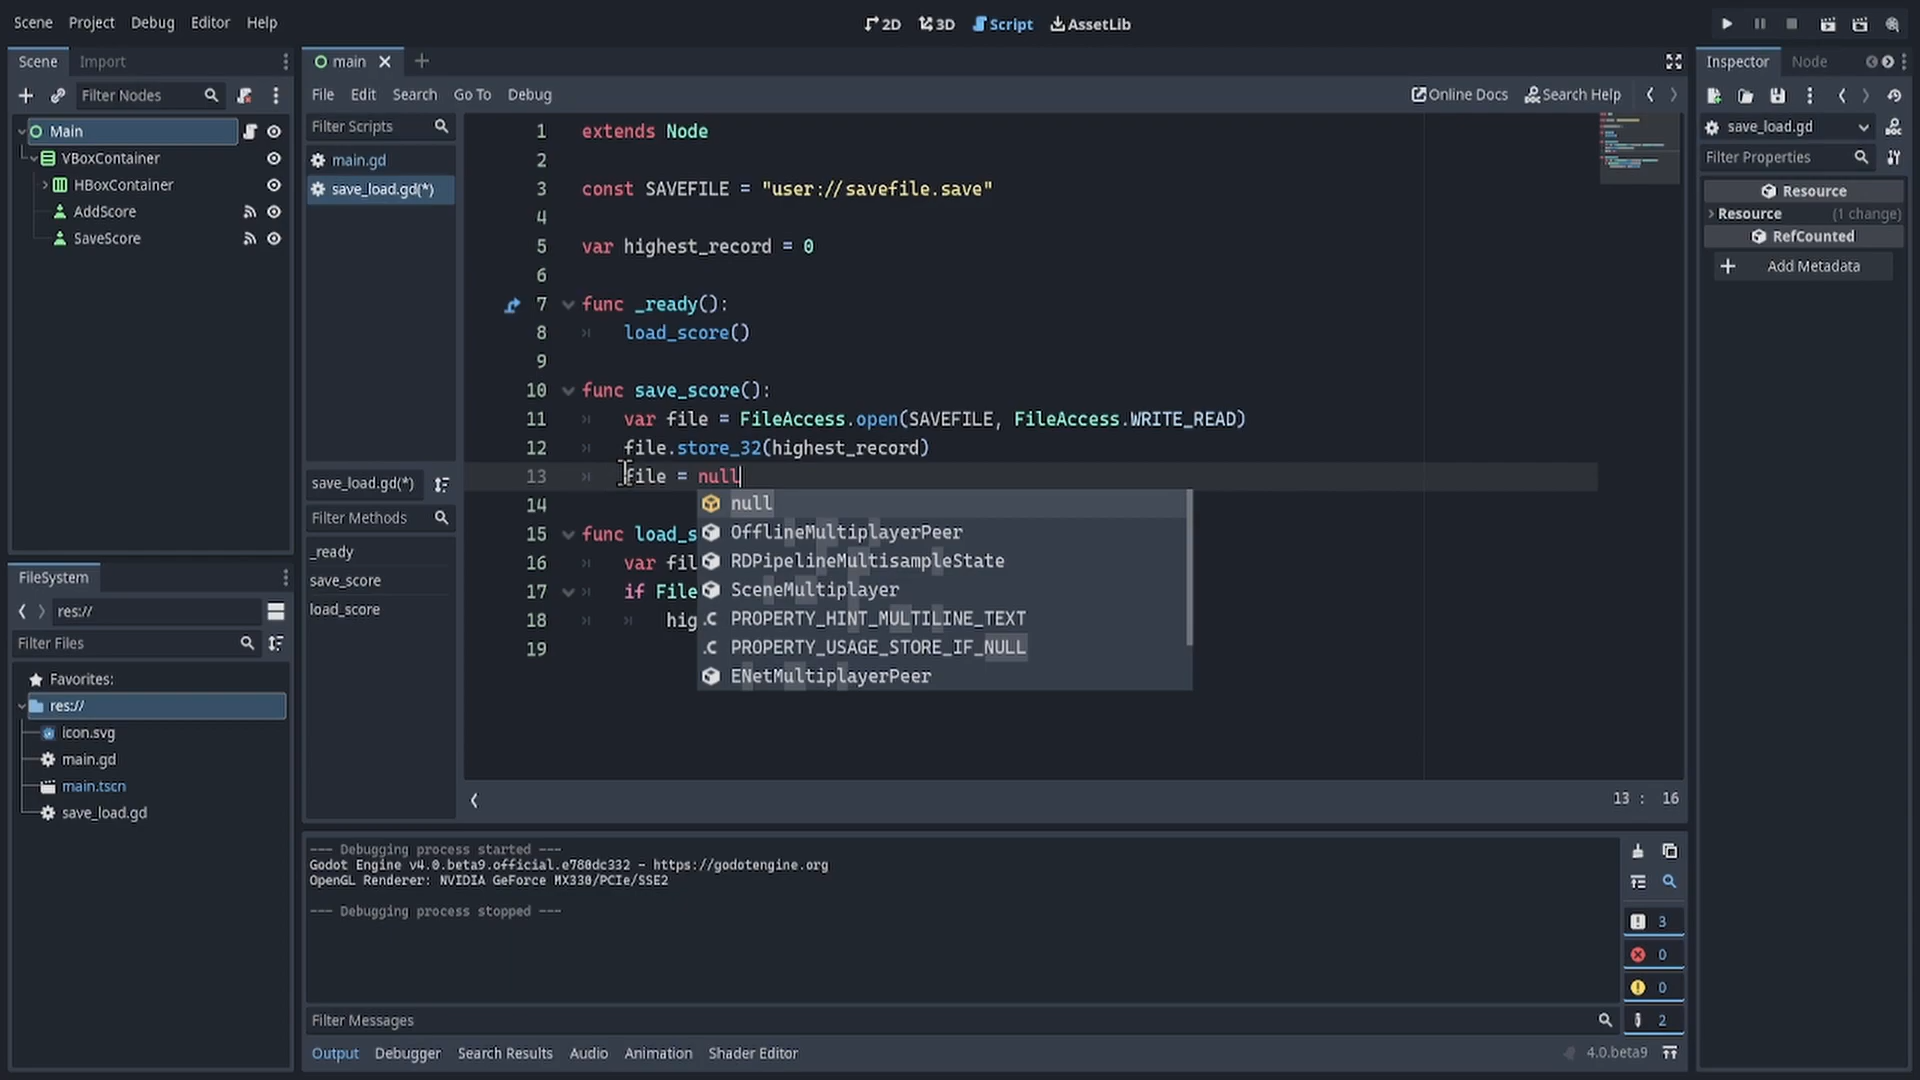 Scene Project Debug Editor Help
2D 3D Script AssetLib
Scene Import
Filter Nodes
Main
VBoxContainer
HBoxContainer
AddScore
SaveScore
FileSystem
res://
Filter Files
Favorites:
res://
icon.svg
main.gd
main.tscn
save_load.gd
main
File Edit Search Go To Debug
Online Docs Search Help
Filter Scripts
main.gd
save_load.gd(*)
save_load.gd(*)
Filter Methods
_ready
save_score
load_score
1 extends Node
2
3 const SAVEFILE = "user://savefile.save"
4
5 var highest_record = 0
6
7 func _ready():
8 load_score()
9
10 func save_score():
11 var file = FileAccess.open(SAVEFILE, FileAccess.WRITE_READ)
12 file.store_32(highest_record)
13 file = null
14
15 func load_s
16 var fil
17 if File
18 hig
19
null
OfflineMultiplayerPeer
RDPipelineMultisampleState
SceneMultiplayer
.C PROPERTY_HINT_MULTILINE_TEXT
.C PROPERTY_USAGE_STORE_IF_NULL
ENetMultiplayerPeer
13 : 16
--- Debugging process started ---
Godot Engine v4.0.beta9.official.e780dc332 - https://godotengine.org
OpenGL Renderer: NVIDIA GeForce MX330/PCIe/SSE2
--- Debugging process stopped ---
3
0
0
2
Filter Messages
Output Debugger Search Results Audio Animation Shader Editor
4.0.beta9
Inspector Node
save_load.gd
Filter Properties
Resource
Resource (1 change)
RefCounted
Add Metadata